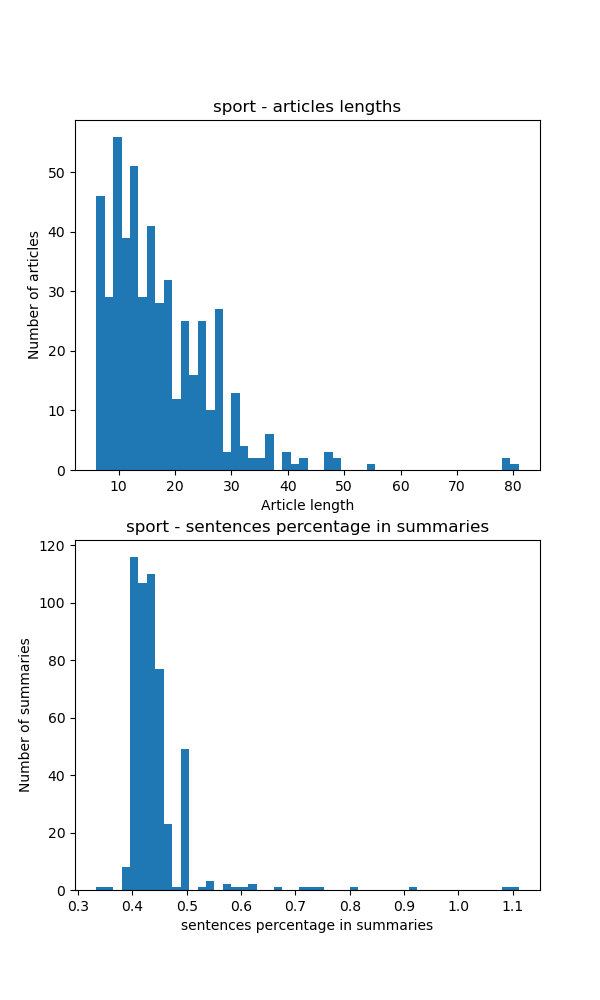 sport - articles lengths
50
40
30
20
10
0
Number of articles
10 20 30 40 50 60 70 80
Article length
sport - sentences percentage in summaries
120
100
80
60
40
20
0
Number of summaries
0.3 0.4 0.5 0.6 0.7 0.8 0.9 1.0 1.1
sentences percentage in summaries